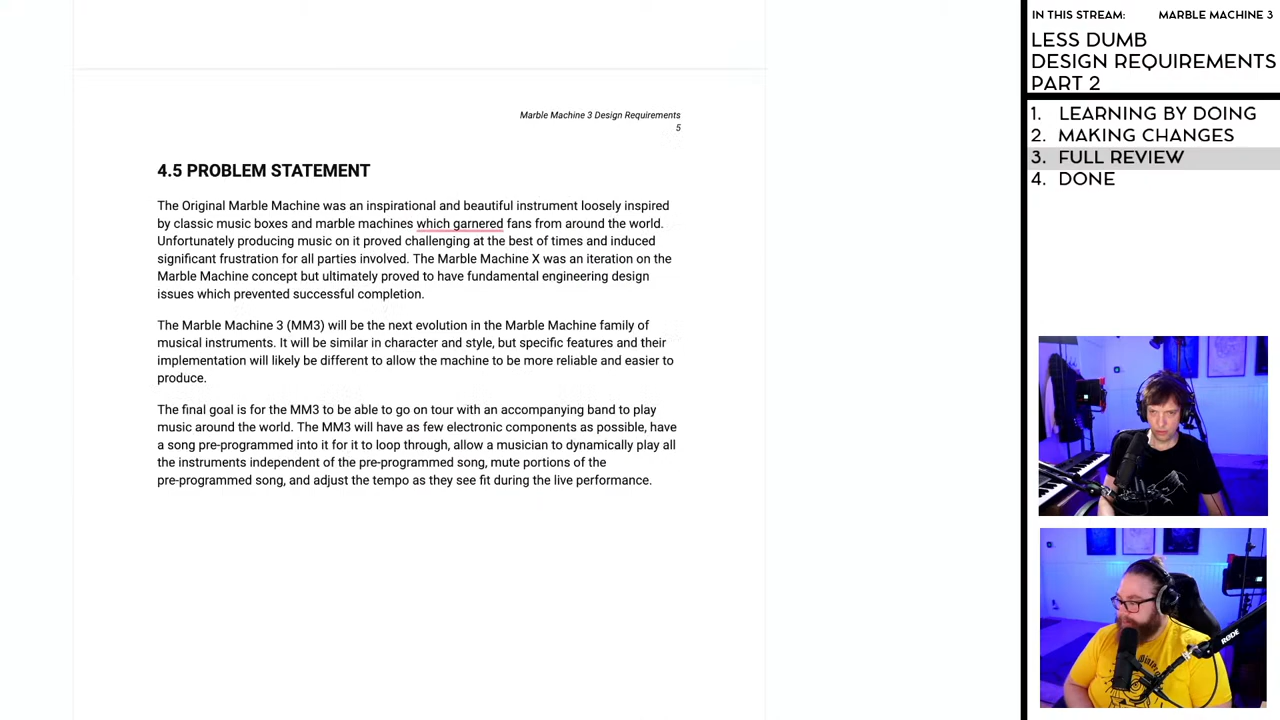 Marble Machine 3 Design Requirements
5
4.5 PROBLEM STATEMENT
The Original Marble Machine was an inspirational and beautiful instrument loosely inspired
by classic music boxes and marble machines which garnered fans from around the world.
Unfortunately producing music on it proved challenging at the best of times and induced
significant frustration for all parties involved. The Marble Machine X was an iteration on the
Marble Machine concept but ultimately proved to have fundamental engineering design
issues which prevented successful completion.
The Marble Machine 3 (MM3) will be the next evolution in the Marble Machine family of
musical instruments. It will be similar in character and style, but specific features and their
implementation will likely be different to allow the machine to be more reliable and easier to
produce.
The final goal is for the MM3 to be able to go on tour with an accompanying band to play
music around the world. The MM3 will have as few electronic components as possible, have
a song pre-programmed into it for it to loop through, allow a musician to dynamically play all
the instruments independent of the pre-programmed song, mute portions of the
pre-programmed song, and adjust the tempo as they see fit during the live performance.
IN THIS STREAM: MARBLE MACHINE 3
LESS DUMB
DESIGN REQUIREMENTS
PART 2
1. LEARNING BY DOING
2. MAKING CHANGES
3. FULL REVIEW
4. DONE
RØDE